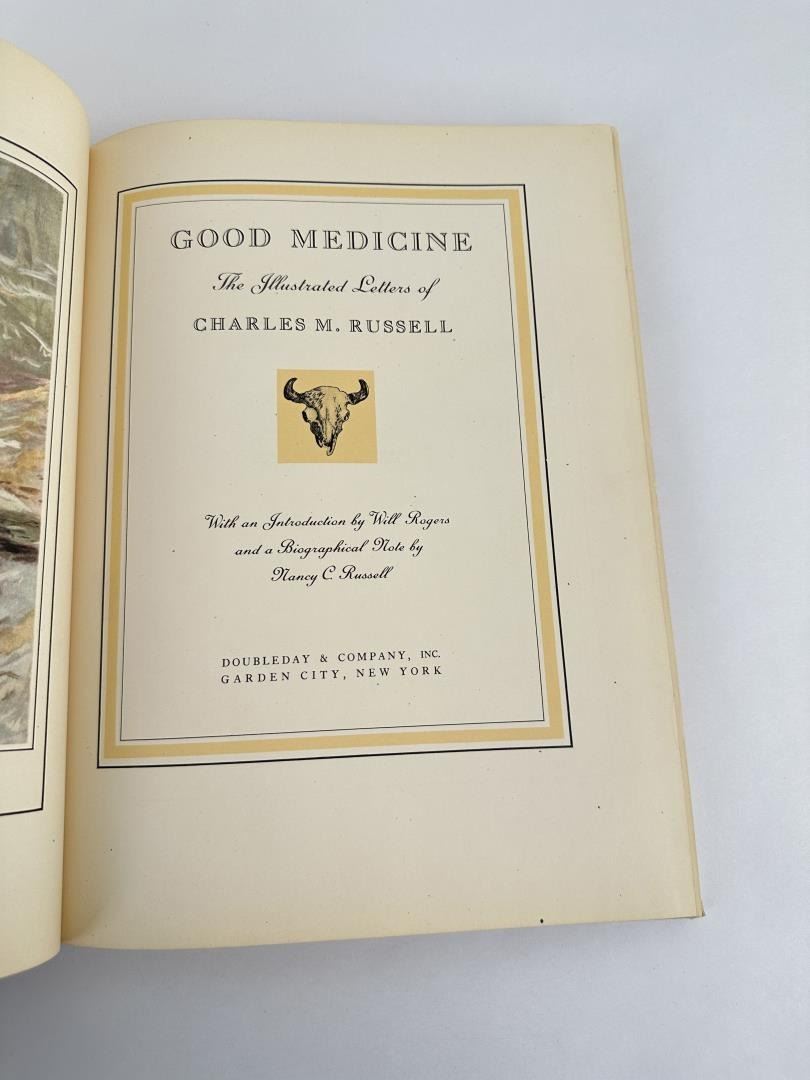 GOOD MEDICINE
The Illustrated Letters of
CHARLES M. RUSSELL
With an Introduction by Will Rogers
and a Biographical Note by
Nancy C. Russell
DOUBLEDAY & COMPANY, INC.
GARDEN CITY, NEW YORK